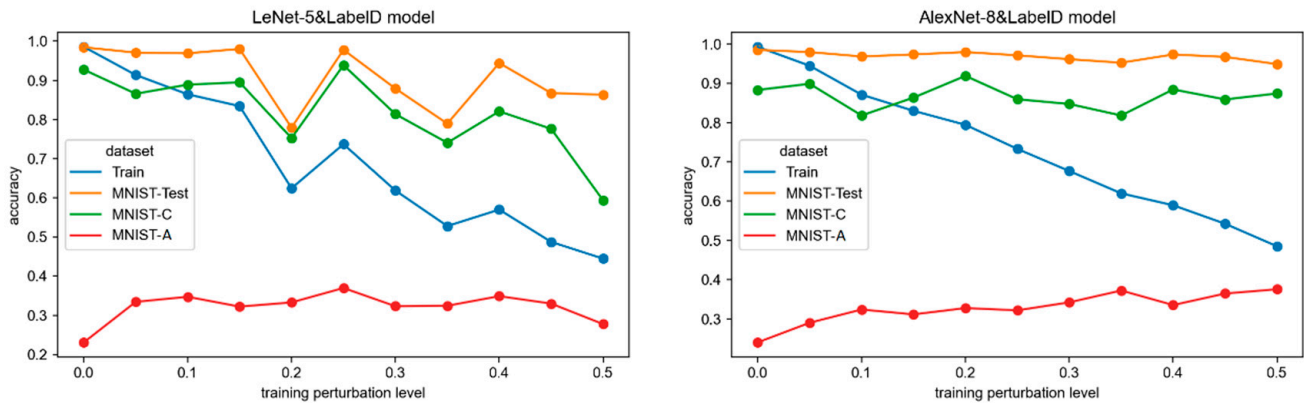 LeNet-5&LabelD model
1.0
0.9
0.8
0.7
0.6
0.5
0.4
0.3
0.2
accuracy
dataset
Train
MNIST-Test
MNIST-C
MNIST-A
0.0 0.1 0.2 0.3 0.4 0.5
training perturbation level
AlexNet-8&LabelD model
1.0
0.9
0.8
0.7
0.6
0.5
0.4
0.3
accuracy
dataset
Train
MNIST-Test
MNIST-C
MNIST-A
0.0 0.1 0.2 0.3 0.4 0.5
training perturbation level